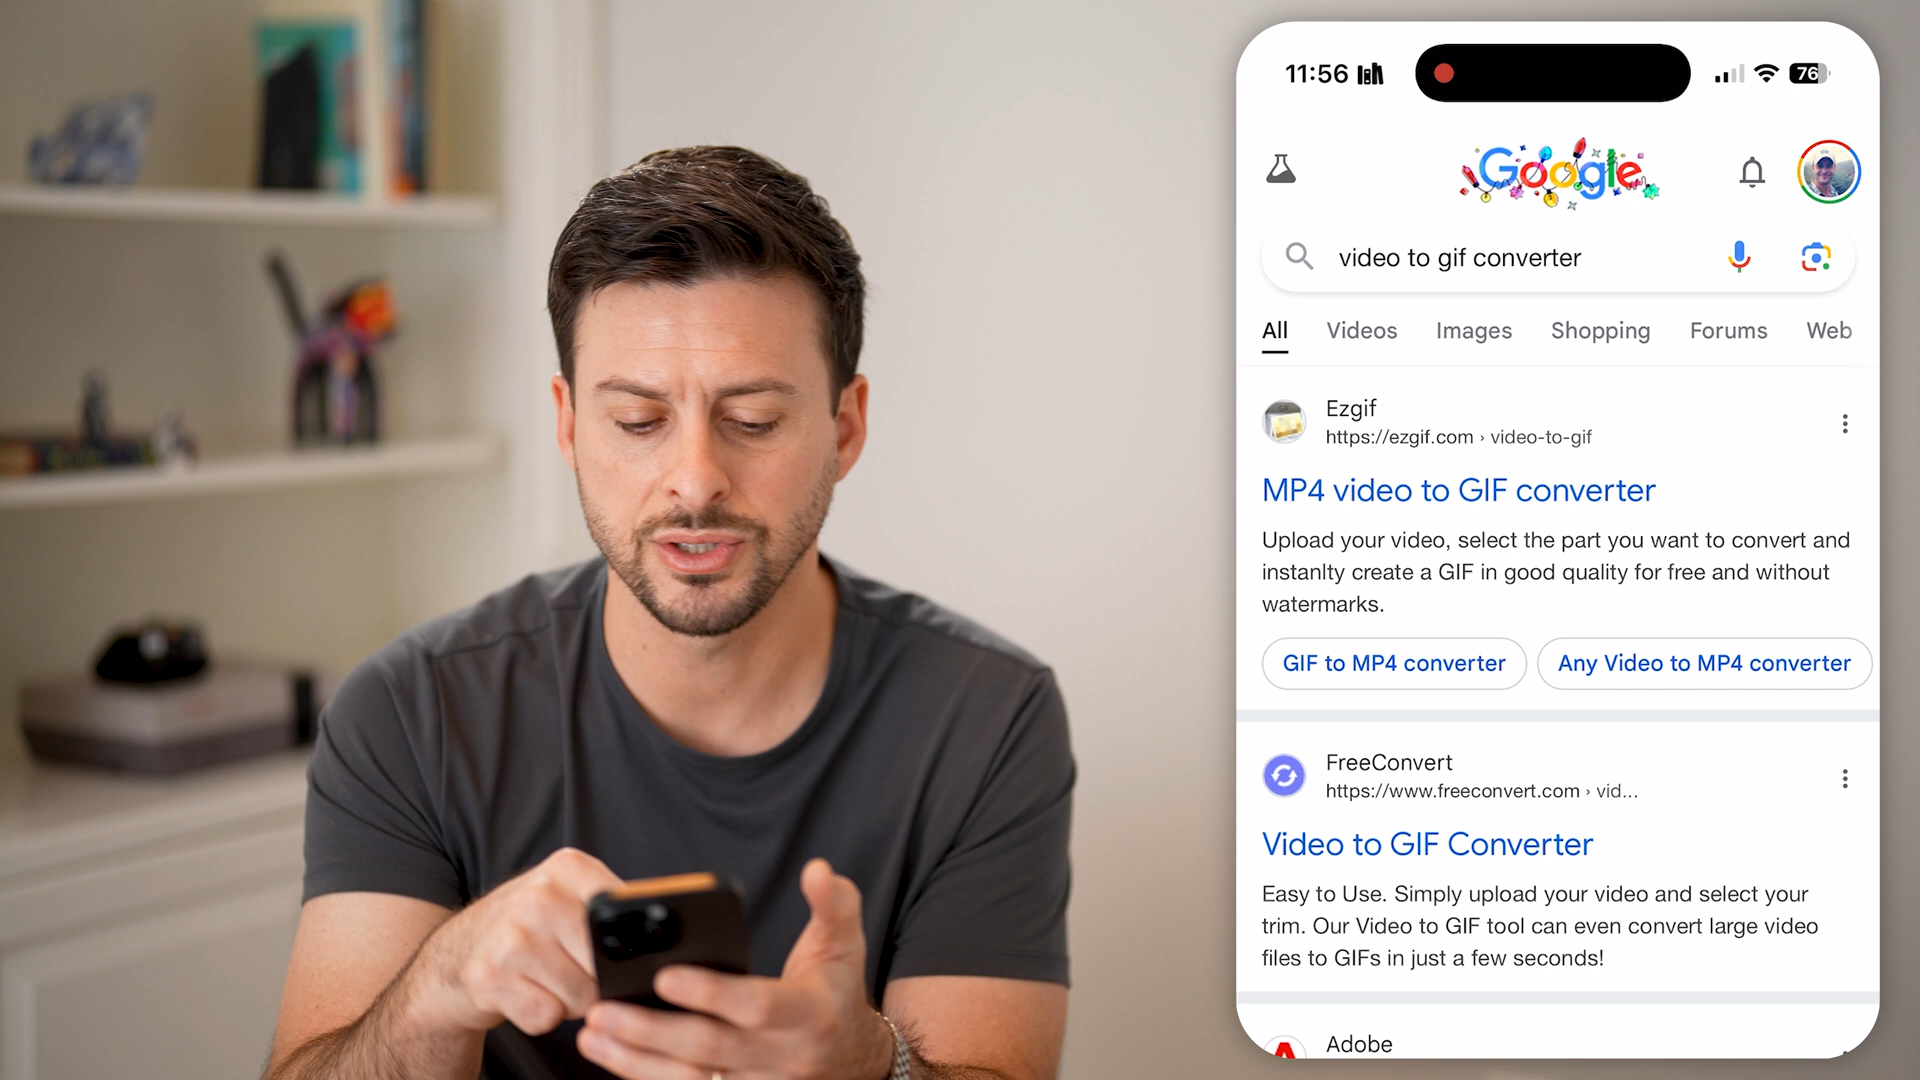 11:56
76
Google
video to gif converter
All Videos Images Shopping Forums Web
Ezgif
https://ezgif.com › video-to-gif
MP4 video to GIF converter
Upload your video, select the part you want to convert and
instanlty create a GIF in good quality for free and without
watermarks.
GIF to MP4 converter
Any Video to MP4 converter
FreeConvert
https://www.freeconvert.com › vid...
Video to GIF Converter
Easy to Use. Simply upload your video and select your
trim. Our Video to GIF tool can even convert large video
files to GIFs in just a few seconds!
Adobe